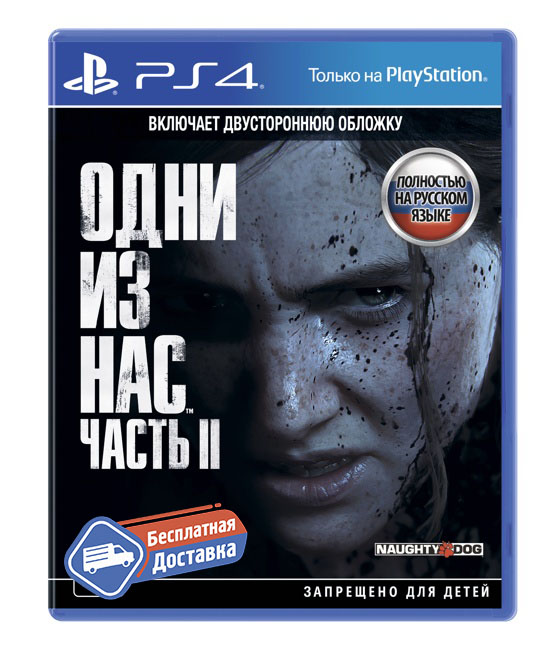 PS4
Только на PlayStation®
ВКЛЮЧАЕТ ДВУСТОРОННЮЮ ОБЛОЖКУ
ПОЛНОСТЬЮ
НА РУССКОМ
ЯЗЫКЕ
ОДНИ
ИЗ
НАС™
ЧАСТЬ II
Бесплатная
Доставка
NAUGHTY DOG
ЗАПРЕЩЕНО ДЛЯ ДЕТЕЙ